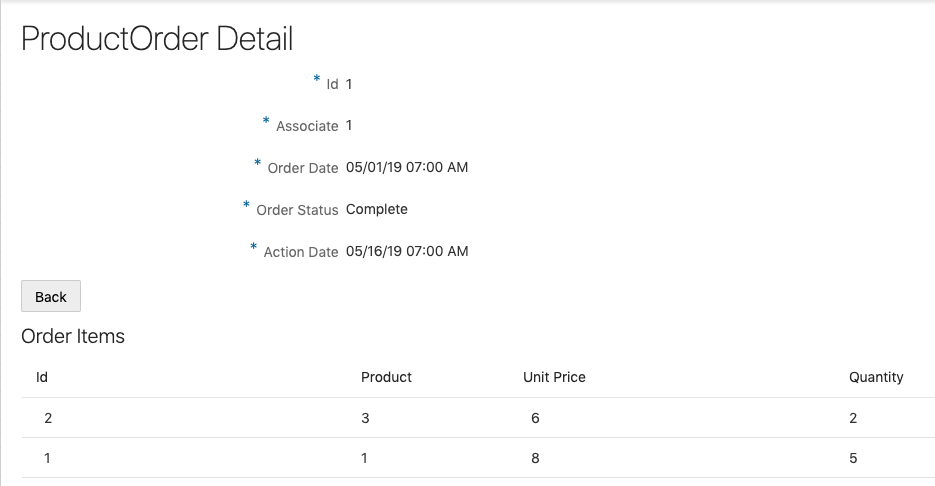 ProductOrder Detail
* Id 1
* Associate 1
* Order Date 05/01/19 07:00 AM
* Order Status Complete
* Action Date 05/16/19 07:00 AM
Back
Order Items
Id Product Unit Price Quantity
2 3 6 2
1 1 8 5